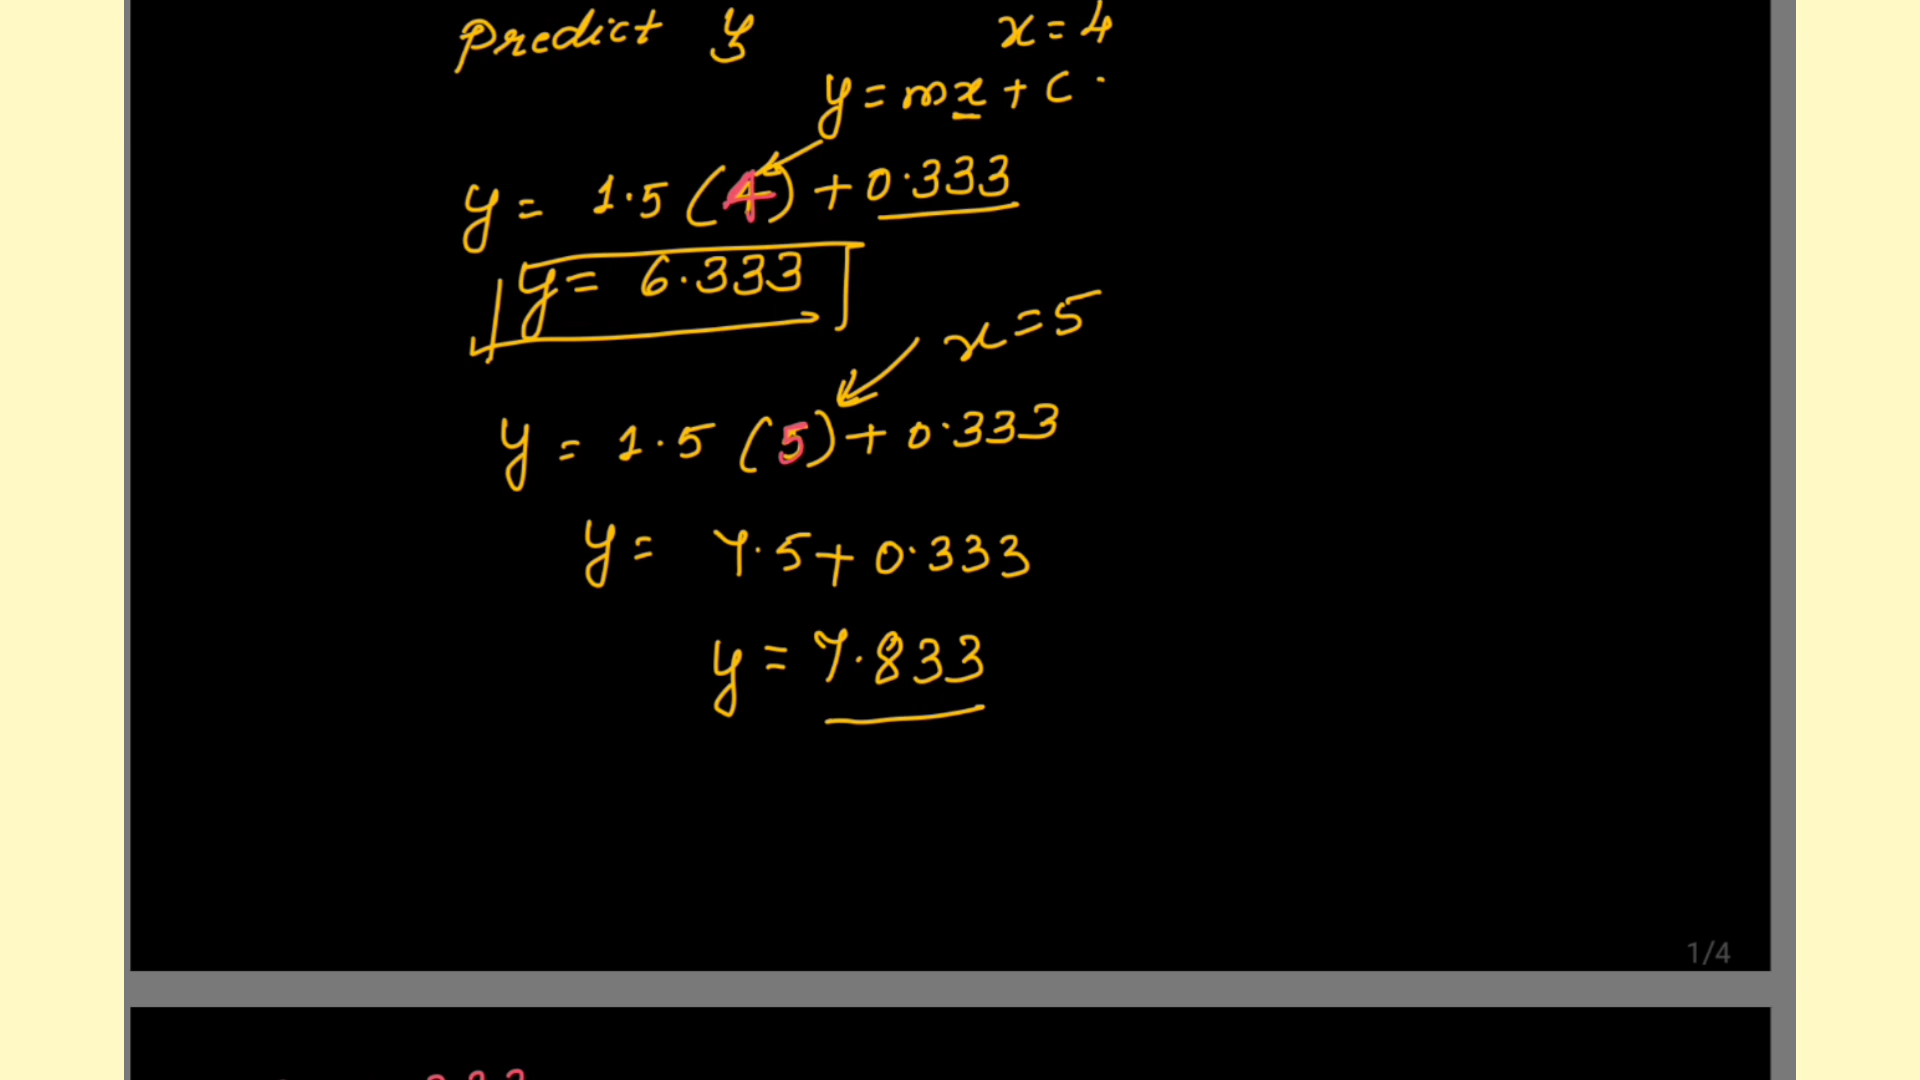 Predict y x = 4
y = mx + c.
y = 1.5 (4) + 0.333
y = 6.333
x = 5
y = 1.5 (5) + 0.333
y = 7.5 + 0.333
y = 7.833
1/4